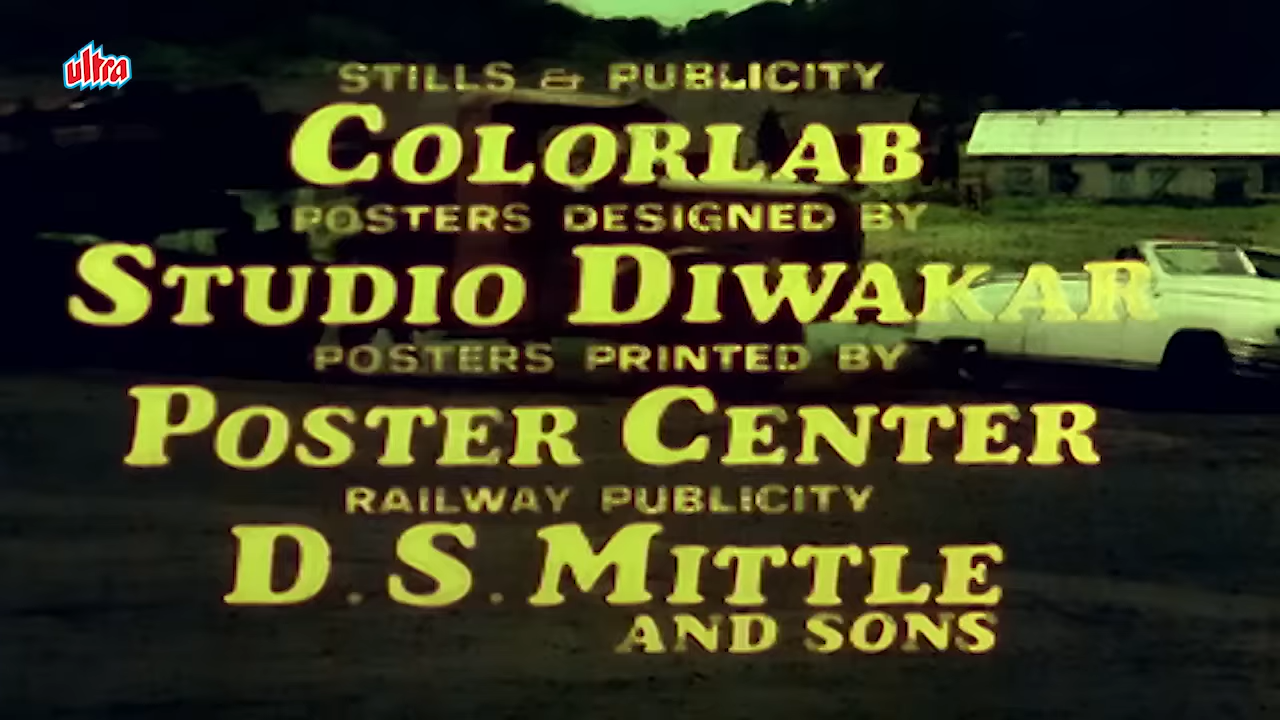 ultra
STILLS & PUBLICITY
COLORLAB
POSTERS DESIGNED BY
STUDIO DIWAKAR
POSTERS PRINTED BY
POSTER CENTER
RAILWAY PUBLICITY
D.S. MITTLE
AND SONS